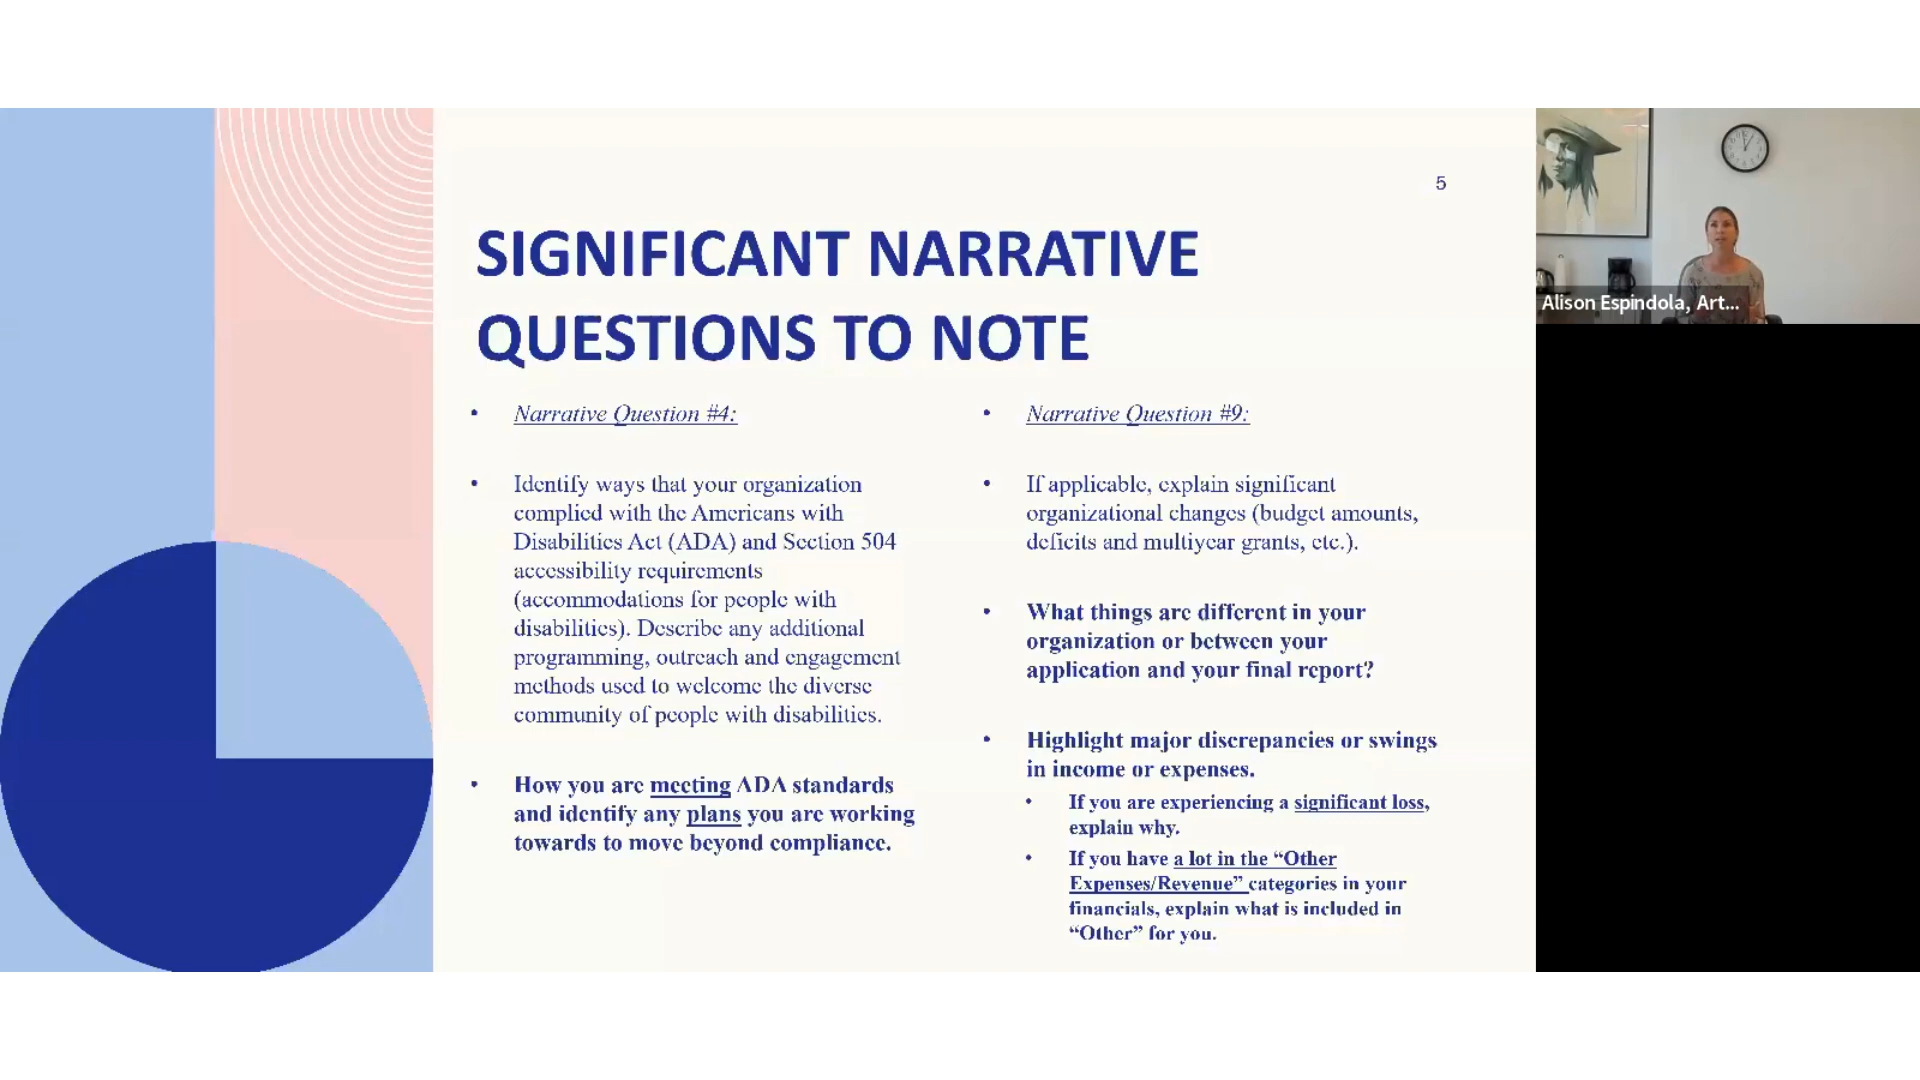 5
SIGNIFICANT NARRATIVE
QUESTIONS TO NOTE
• Narrative Question #4:
• Identify ways that your organization
complied with the Americans with
Disabilities Act (ADA) and Section 504
accessibility requirements
(accommodations for people with
disabilities). Describe any additional
programming, outreach and engagement
methods used to welcome the diverse
community of people with disabilities.
• How you are meeting ADA standards
and identify any plans you are working
towards to move beyond compliance.
• Narrative Question #9:
• If applicable, explain significant
organizational changes (budget amounts,
deficits and multiyear grants, etc.).
• What things are different in your
organization or between your
application and your final report?
• Highlight major discrepancies or swings
in income or expenses.
• If you are experiencing a significant loss,
explain why.
• If you have a lot in the “Other
Expenses/Revenue” categories in your
financials, explain what is included in
“Other” for you.
Alison Espindola, Art...